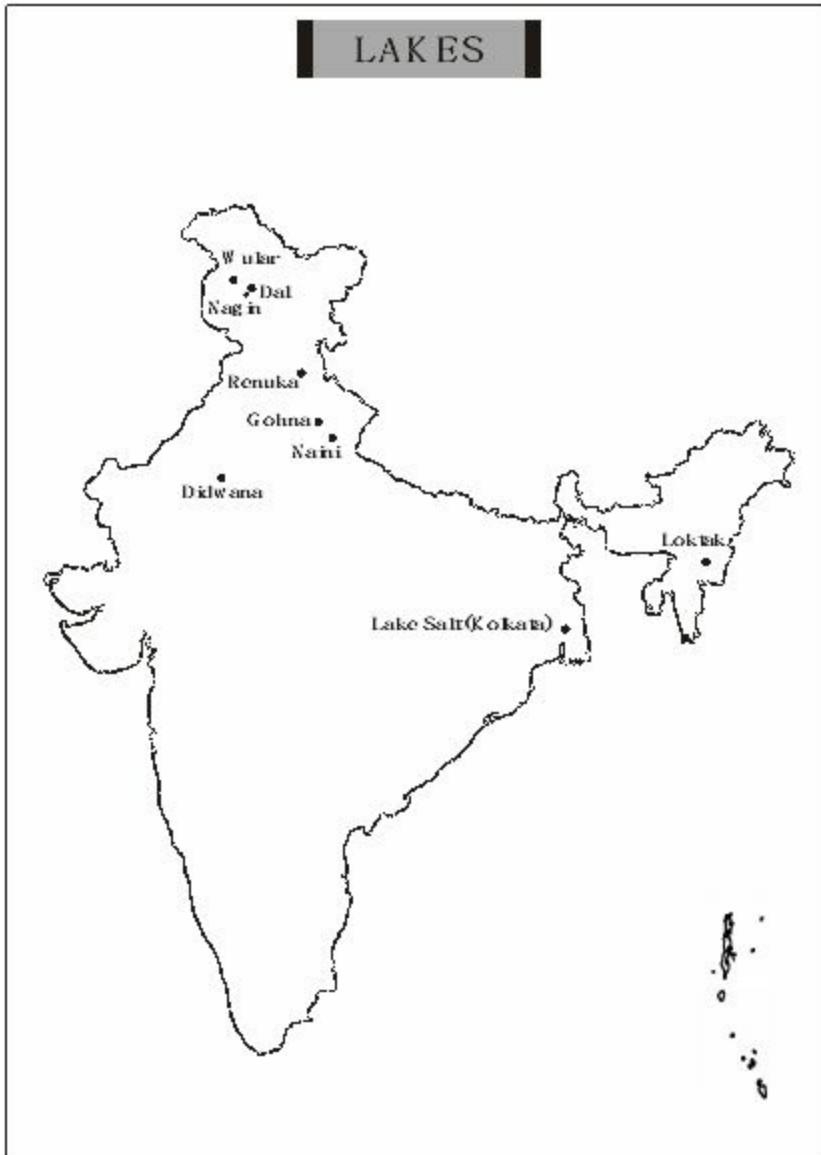 LAKES
Wular
Dal
Nagin
Renuka
Gohna
Naini
Didwana
Loktak
Lake Salt(Kolkata)